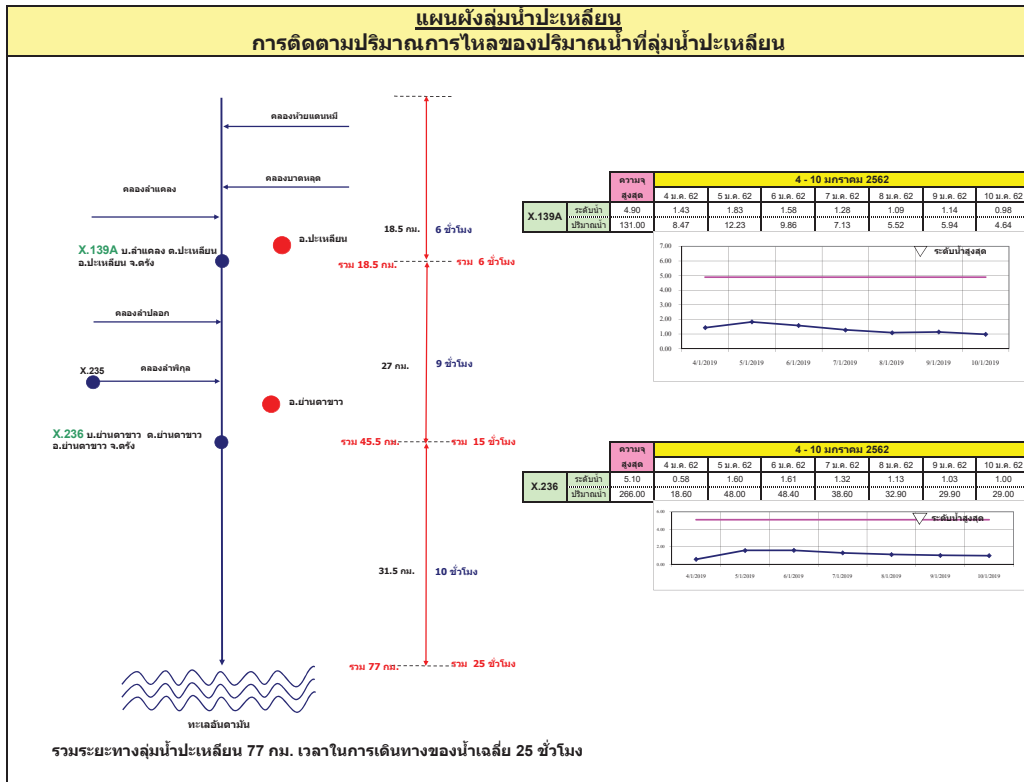 แผนผังลุ่มน้ำปะเหลียน
การติดตามปริมาณการไหลของปริมาณน้ำที่ลุ่มน้ำปะเหลียน
คลองห้วยแดนหมี
คลองบาดหลุด
คลองลำแคลง
18.5 กม. 6 ชั่วโมง
อ.ปะเหลียน
X.139A บ.ลำแคลง ต.ปะเหลียน
อ.ปะเหลียน จ.ตรัง
รวม 18.5 กม. รวม 6 ชั่วโมง
คลองลำปลอก
X.235 คลองลำพิกุล
27 กม. 9 ชั่วโมง
อ.ย่านตาขาว
X.236 บ.ย่านตาขาว ต.ย่านตาขาว
อ.ย่านตาขาว จ.ตรัง
รวม 45.5 กม. รวม 15 ชั่วโมง
31.5 กม. 10 ชั่วโมง
รวม 77 กม. รวม 25 ชั่วโมง
ทะเลอันดามัน
รวมระยะทางลุ่มน้ำปะเหลียน 77 กม. เวลาในการเดินทางของน้ำเฉลี่ย 25 ชั่วโมง
ความจุ 4 - 10 มกราคม 2562
สูงสุด 4 ม.ค. 62 5 ม.ค. 62 6 ม.ค. 62 7 ม.ค. 62 8 ม.ค. 62 9 ม.ค. 62 10 ม.ค. 62
X.139A
ระดับน้ำ 4.90 1.43 1.83 1.58 1.28 1.09 1.14 0.98
ปริมาณน้ำ 131.00 8.47 12.23 9.86 7.13 5.52 5.94 4.64
ระดับน้ำสูงสุด
7.00
6.00
5.00
4.00
3.00
2.00
1.00
0.00
4/1/2019 5/1/2019 6/1/2019 7/1/2019 8/1/2019 9/1/2019 10/1/2019
ความจุ 4 - 10 มกราคม 2562
สูงสุด 4 ม.ค. 62 5 ม.ค. 62 6 ม.ค. 62 7 ม.ค. 62 8 ม.ค. 62 9 ม.ค. 62 10 ม.ค. 62
X.236
ระดับน้ำ 5.10 0.58 1.60 1.61 1.32 1.13 1.03 1.00
ปริมาณน้ำ 266.00 18.60 48.00 48.40 38.60 32.90 29.90 29.00
ระดับน้ำสูงสุด
6.00
4.00
2.00
0.00
4/1/2019 5/1/2019 6/1/2019 7/1/2019 8/1/2019 9/1/2019 10/1/2019